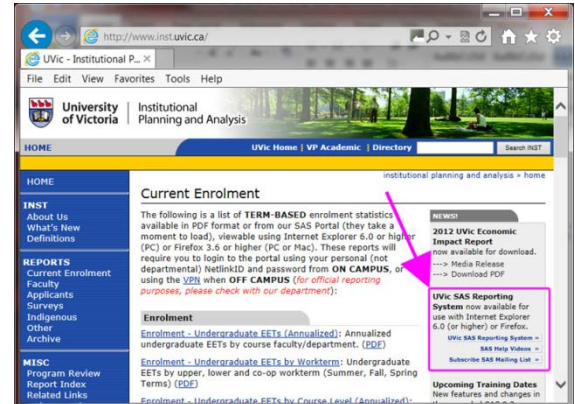 http://www.inst.uvic.ca/
UVic - Institutional P...
File Edit View Favorites Tools Help
University of Victoria
Institutional Planning and Analysis
HOME
UVic Home | VP Academic | Directory
Search INST
institutional planning and analysis » home
HOME
INST
About Us
What's New
Definitions
REPORTS
Current Enrolment
Faculty
Applicants
Surveys
Indigenous
Other
Archive
MISC
Program Review
Report Index
Related Links
Current Enrolment
The following is a list of TERM-BASED enrolment statistics
available in PDF format or from our SAS Portal (they take a
moment to load), viewable using Internet Explorer 6.0 or higher
(PC) or Firefox 3.6 or higher (PC or Mac). These reports will
require you to login to the portal using your personal (not
departmental) NetlinkID and password from ON CAMPUS, or
using the VPN when OFF CAMPUS (for official reporting
purposes, please check with our department):
Enrolment
Enrolment - Undergraduate EETs (Annualized): Annualized
undergraduate EETs by course faculty/department. (PDF)
Enrolment - Undergraduate EETs by Workterm: Undergraduate
EETs by upper, lower and co-op workterm (Summer, Fall, Spring
Terms) (PDF)
Enrolment - Undergraduate EETs by Course Level (Annualized):
NEWS!
2012 UVic Economic
Impact Report
now available for download.
---> Media Release
---> Download PDF
UVic SAS Reporting
System now available for
use with Internet Explorer
6.0 (or higher) or Firefox.
UVic SAS Reporting System »
SAS Help Videos »
Subscribe SAS Mailing List »
Upcoming Training Dates
New features and changes in